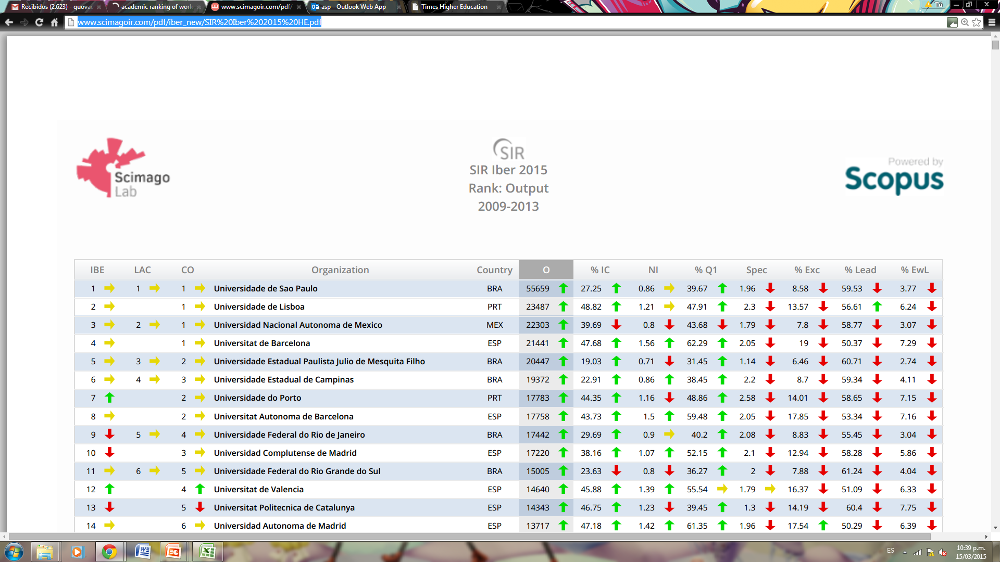 Recibidos (2.623) - quova
academic ranking of worl
www.scimagoir.com/pdf/
asp - Outlook Web App
Times Higher Education
Tú
www.scimagoir.com/pdf/iber_new/SIR%20Iber%202015%20HE.pdf
Scimago
Lab
SIR
SIR Iber 2015
Rank: Output
2009-2013
Powered by
Scopus
IBE LAC CO Organization Country O % IC NI % Q1 Spec % Exc % Lead % EwL
1 1 1 Universidade de Sao Paulo BRA 55659 27.25 0.86 39.67 1.96 8.58 59.53 3.77
2 1 Universidade de Lisboa PRT 23487 48.82 1.21 47.91 2.3 13.57 56.61 6.24
3 2 1 Universidad Nacional Autonoma de Mexico MEX 22303 39.69 0.8 43.68 1.79 7.8 58.77 3.07
4 1 Universitat de Barcelona ESP 21441 47.68 1.56 62.29 2.05 19 50.37 7.29
5 3 2 Universidade Estadual Paulista Julio de Mesquita Filho BRA 20447 19.03 0.71 31.45 1.14 6.46 60.71 2.74
6 4 3 Universidade Estadual de Campinas BRA 19372 22.91 0.86 38.45 2.2 8.7 59.34 4.11
7 2 Universidade do Porto PRT 17783 44.35 1.16 48.86 2.58 14.01 58.65 7.15
8 2 Universitat Autonoma de Barcelona ESP 17758 43.73 1.5 59.48 2.05 17.85 53.34 7.16
9 5 4 Universidade Federal do Rio de Janeiro BRA 17442 29.69 0.9 40.2 2.08 8.83 55.45 3.04
10 3 Universidad Complutense de Madrid ESP 17220 38.16 1.07 52.15 2.1 12.94 58.28 5.86
11 6 5 Universidade Federal do Rio Grande do Sul BRA 15005 23.63 0.8 36.27 2 7.88 61.24 4.04
12 4 Universitat de Valencia ESP 14640 45.88 1.39 55.54 1.79 16.37 51.09 6.33
13 5 Universitat Politecnica de Catalunya ESP 14343 46.75 1.23 39.45 1.3 14.19 60.4 7.75
14 6 Universidad Autonoma de Madrid ESP 13717 47.18 1.42 61.35 1.96 17.54 50.29 6.39
ES
10:39 p.m.
15/03/2015